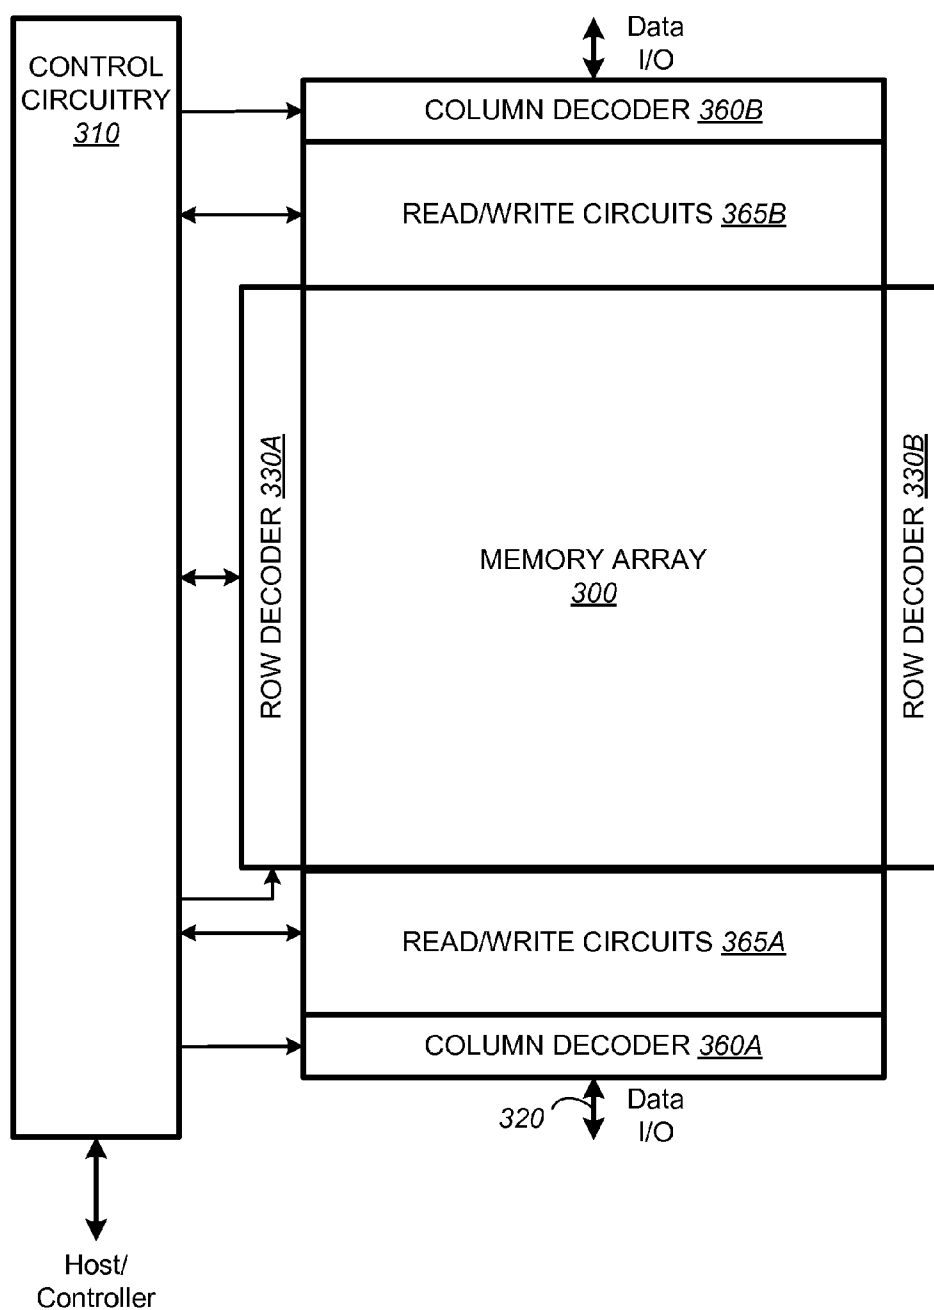 CONTROL
CIRCUITRY
310
Data
I/O
COLUMN DECODER 360B
READ/WRITE CIRCUITS 365B
ROW DECODER 330A
MEMORY ARRAY
300
ROW DECODER 330B
READ/WRITE CIRCUITS 365A
COLUMN DECODER 360A
320
Data
I/O
Host/
Controller